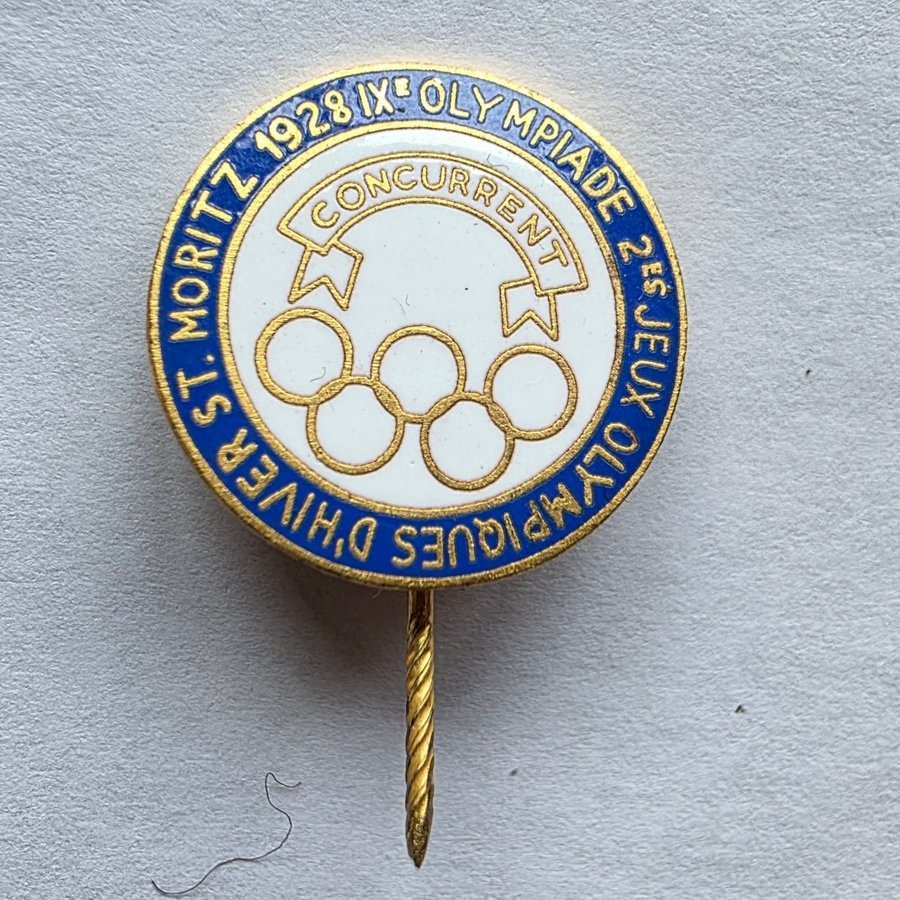 IXᴱ OLYMPIADE 2ᴱˢ JEUX OLYMPIQUES D'HIVER ST. MORITZ 1928
CONCURRENT